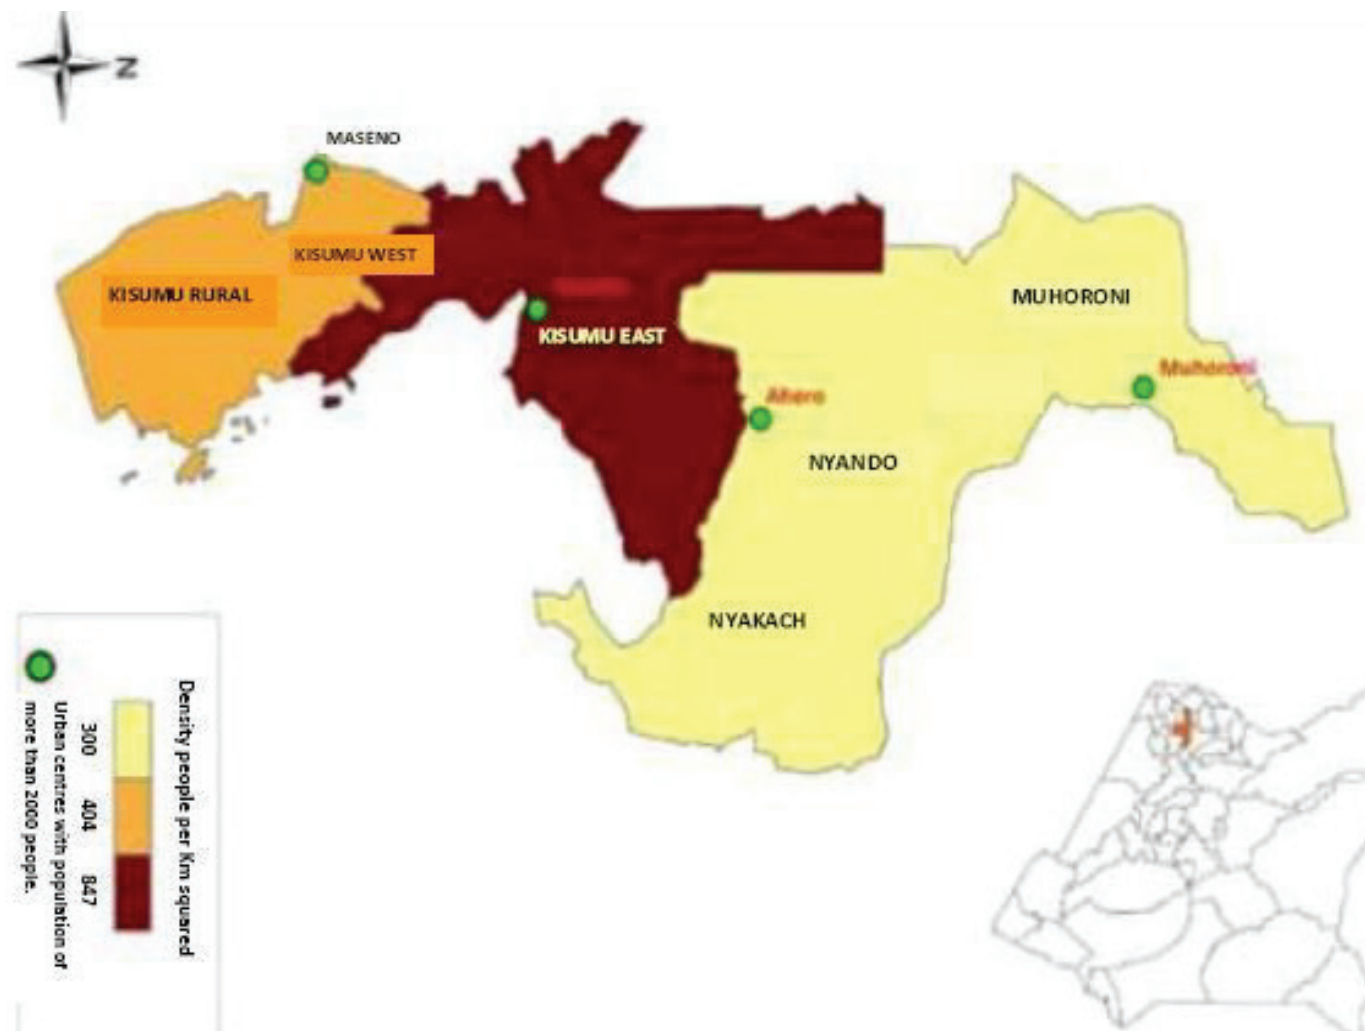 N
MASENO
KISUMU WEST
KISUMU RURAL
MUHORONI
KISUMU EAST
Muhoroni
Ahero
NYANDO
NYAKACH
Density people per Km squared
300
404
847
Urban centres with population of
more than 2000 people.